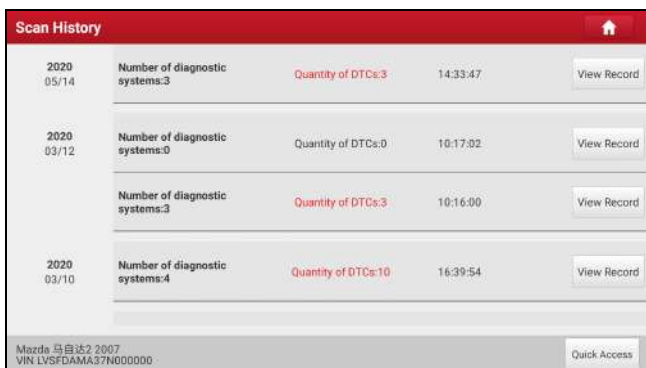 Scan History
2020
05/14
Number of diagnostic
systems:3
Quantity of DTCs:3
14:33:47
View Record
2020
03/12
Number of diagnostic
systems:0
Quantity of DTCs:0
10:17:02
View Record
Number of diagnostic
systems:3
Quantity of DTCs:3
10:16:00
View Record
2020
03/10
Number of diagnostic
systems:4
Quantity of DTCs:10
16:39:54
View Record
Mazda 马自达2 2007
VIN LVSFDAMA37N000000
Quick Access